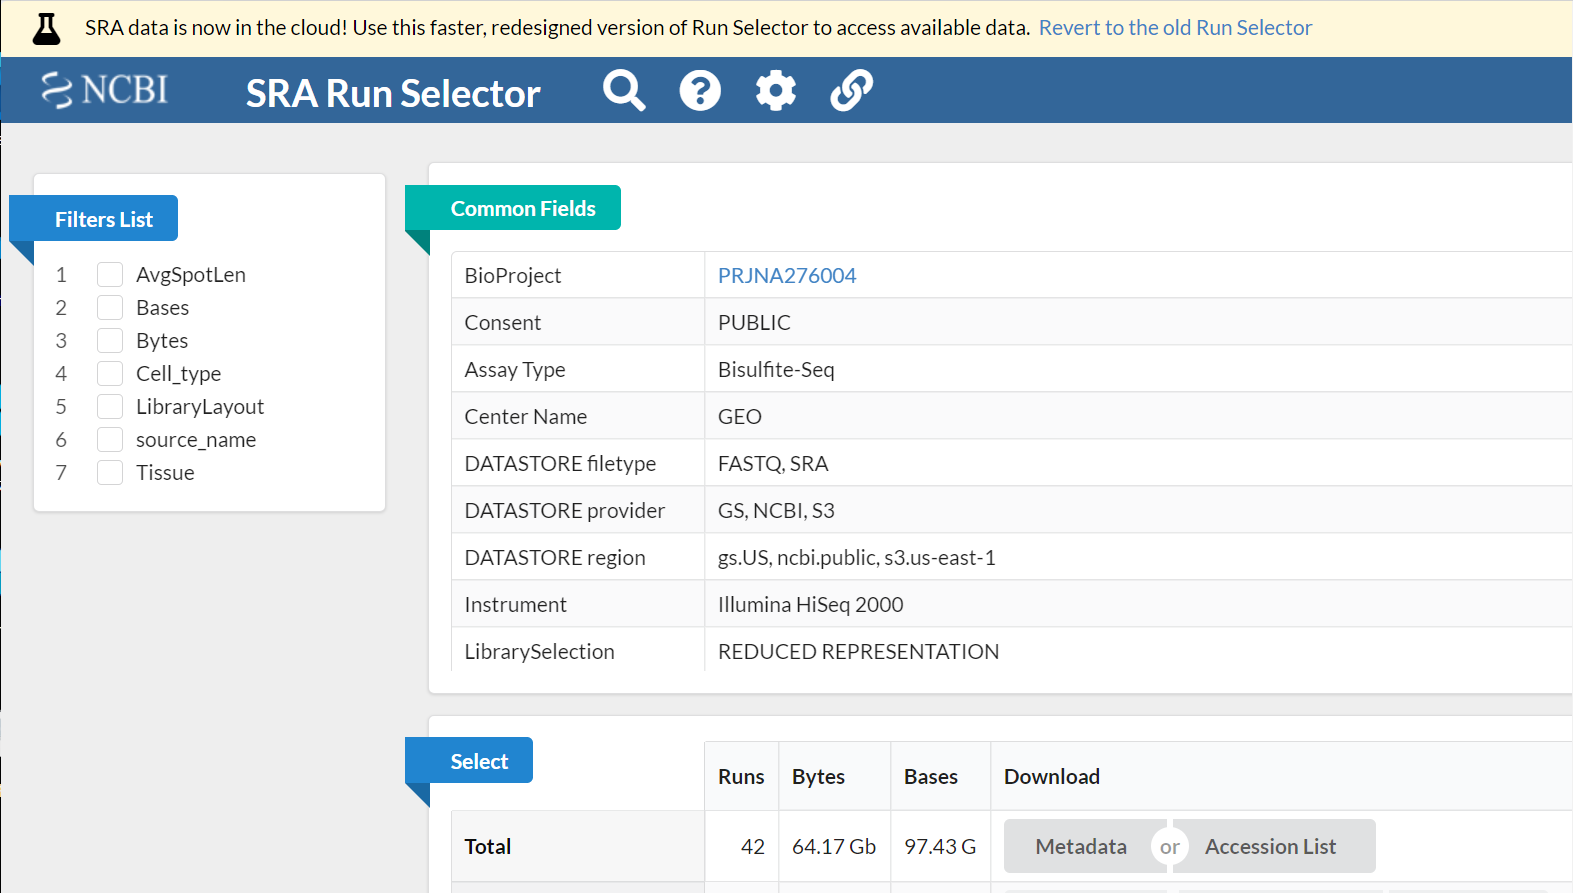 SRA data is now in the cloud! Use this faster, redesigned version of Run Selector to access available data. Revert to the old Run Selector
NCBI SRA Run Selector ?
Filters List
1 AvgSpotLen
2 Bases
3 Bytes
4 Cell_type
5 LibraryLayout
6 source_name
7 Tissue
Common Fields
BioProject PRJNA276004
Consent PUBLIC
Assay Type Bisulfite-Seq
Center Name GEO
DATASTORE filetype FASTQ, SRA
DATASTORE provider GS, NCBI, S3
DATASTORE region gs.US, ncbi.public, s3.us-east-1
Instrument Illumina HiSeq 2000
LibrarySelection REDUCED REPRESENTATION
Select
Runs Bytes Bases Download
Total 42 64.17 Gb 97.43 G Metadata or Accession List